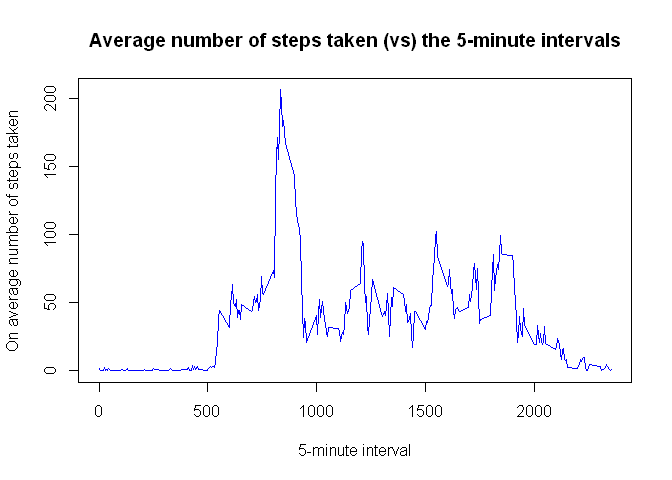 Average number of steps taken (vs) the 5-minute intervals
On average number of steps taken
200
150
100
50
0
0 500 1000 1500 2000
5-minute interval